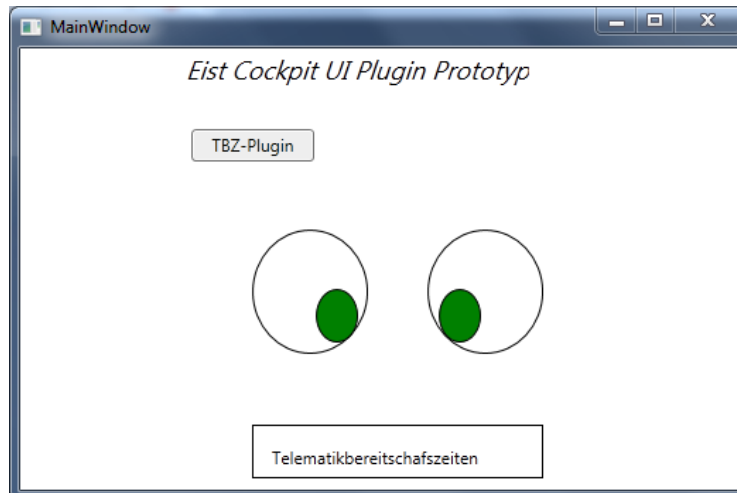 MainWindow
Eist Cockpit UI Plugin Prototyp
TBZ-Plugin
Telematikbereitschafszeiten